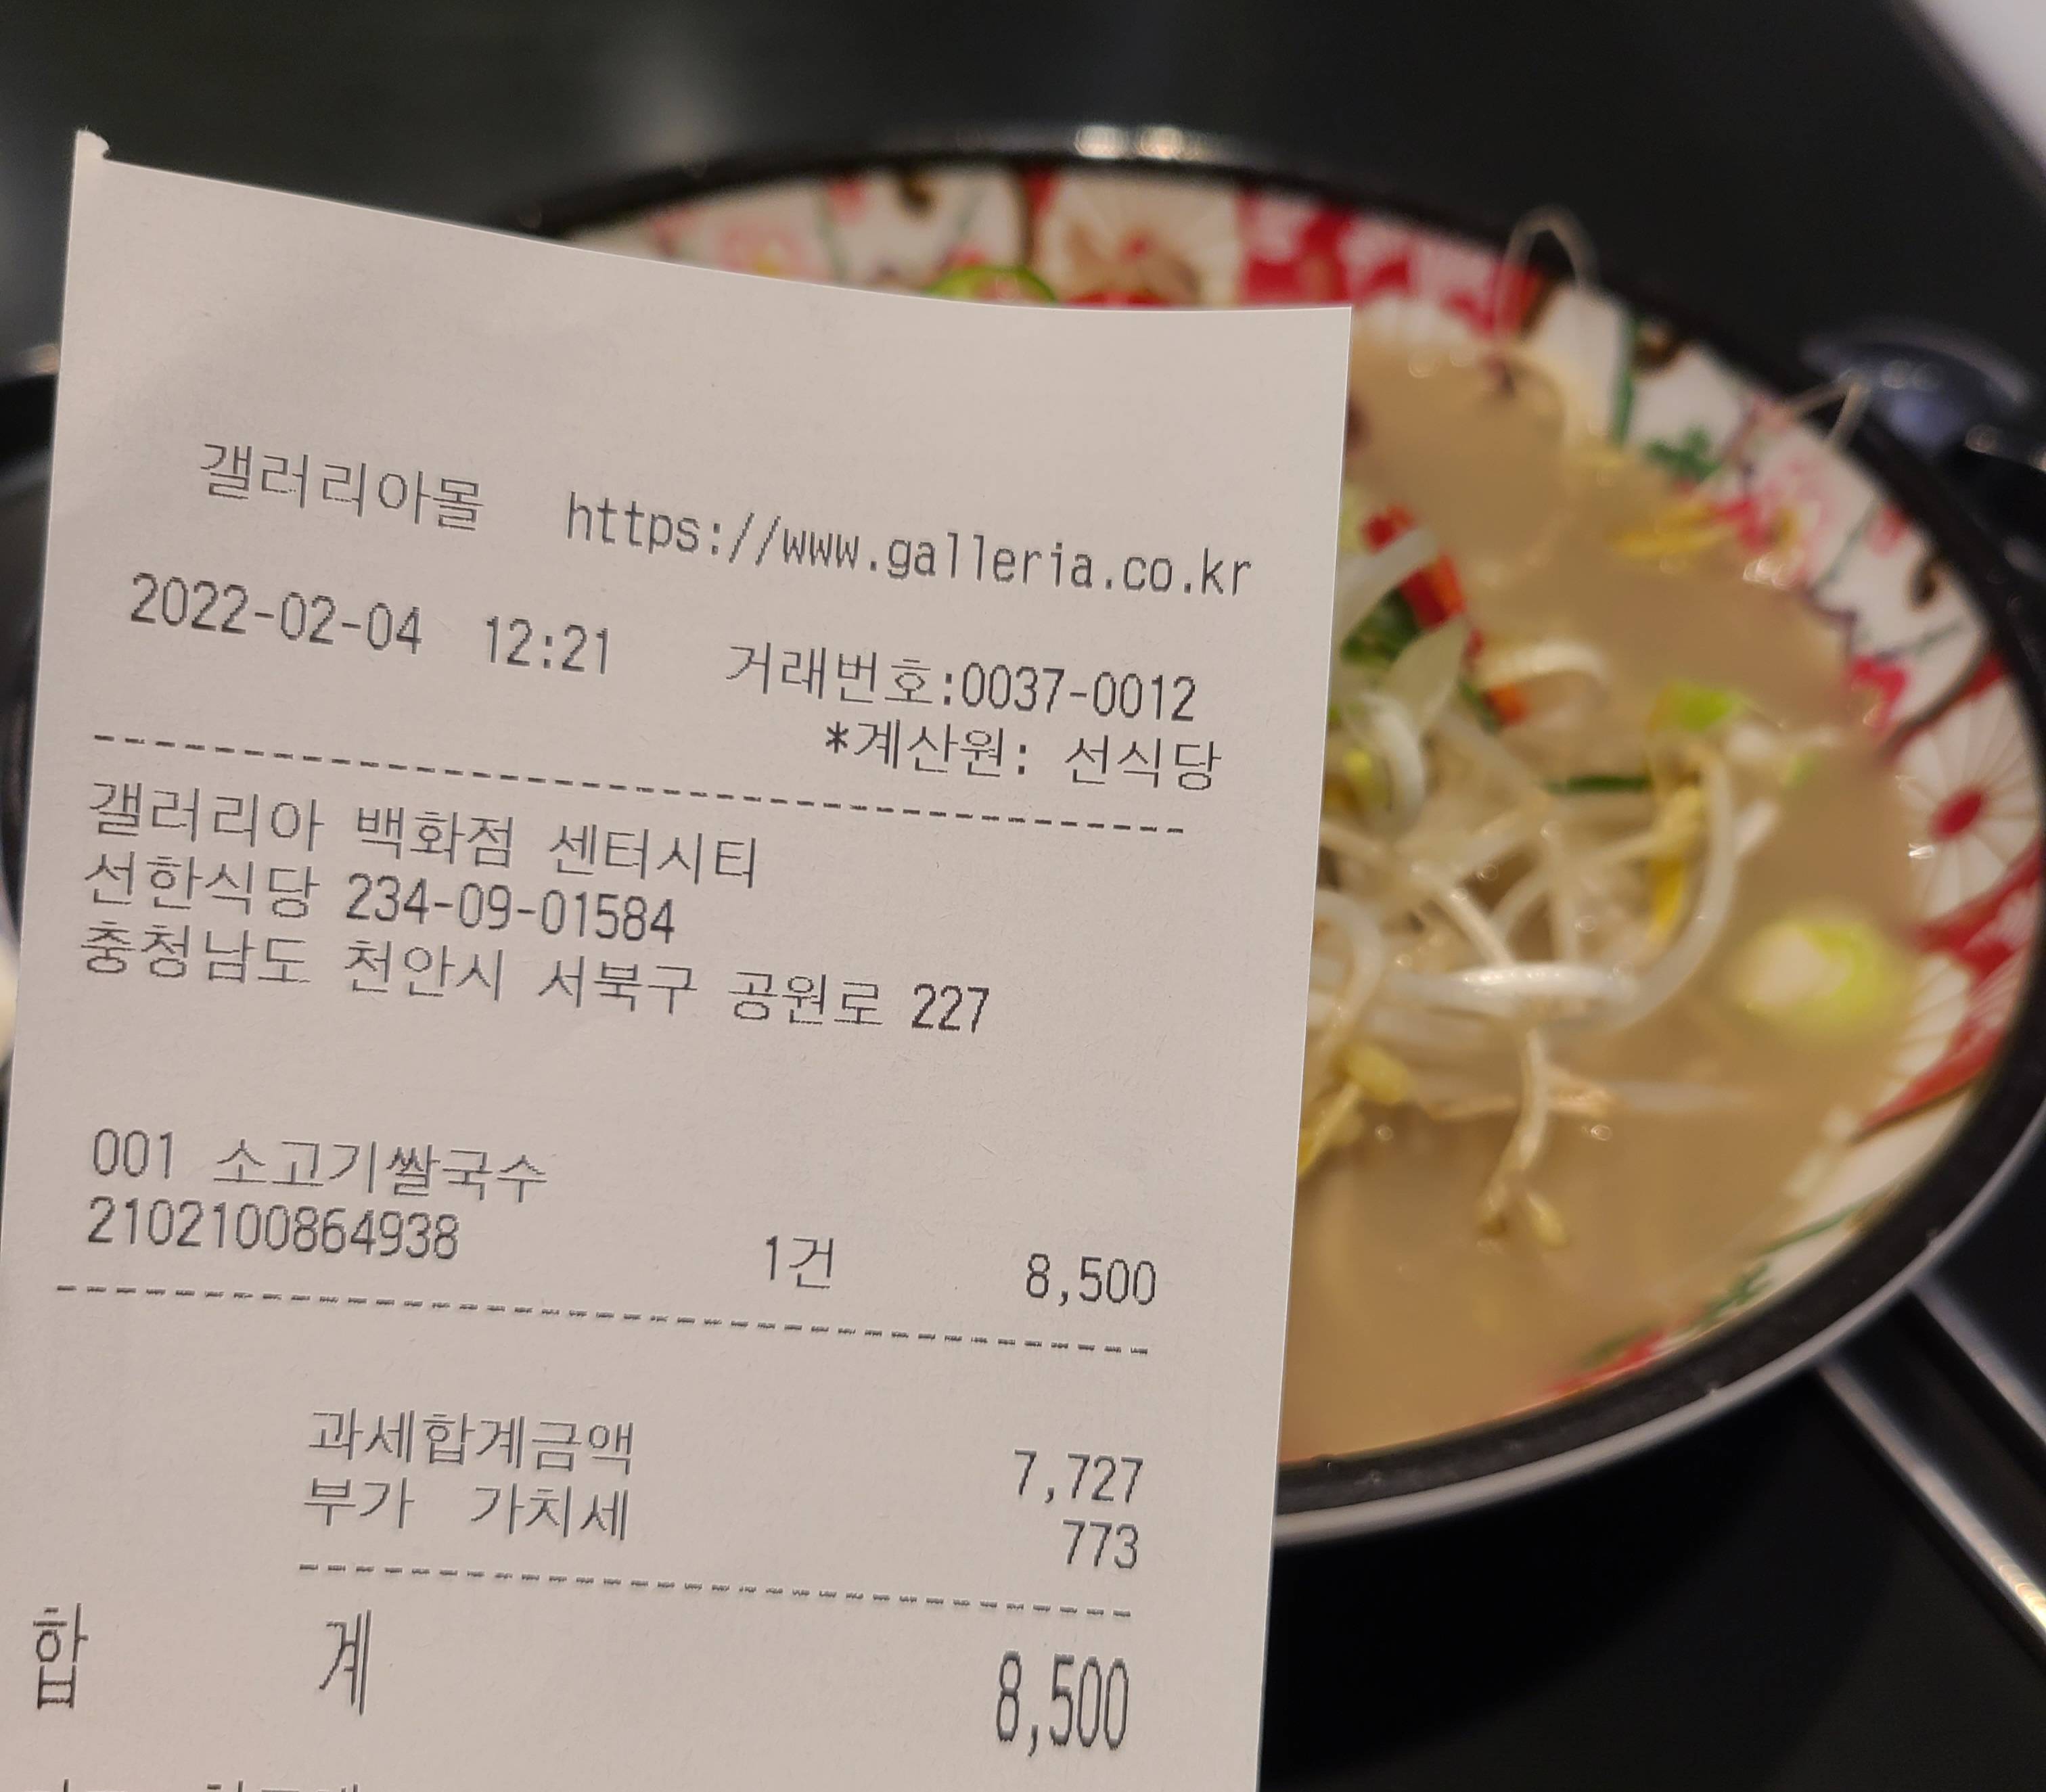 갤러리아몰 https://www.galleria.co.kr
2022-02-04 12:21 거래번호:0037-0012
*계산원: 선식당
갤러리아 백화점 센터시티
선한식당 234-09-01584
충청남도 천안시 서북구 공원로 227
001 소고기쌀국수
2102100864938 1건 8,500
과세합계금액 7,727
부가 가치세 773
합 계 8,500